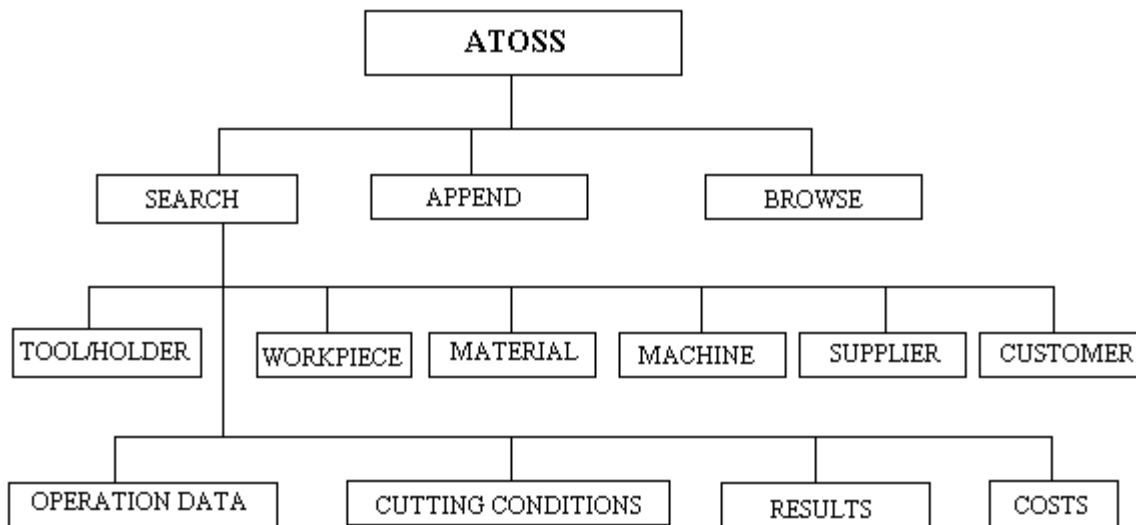 ATOSS
SEARCH
APPEND
BROWSE
TOOL/HOLDER
WORKPIECE
MATERIAL
MACHINE
SUPPLIER
CUSTOMER
OPERATION DATA
CUTTING CONDITIONS
RESULTS
COSTS